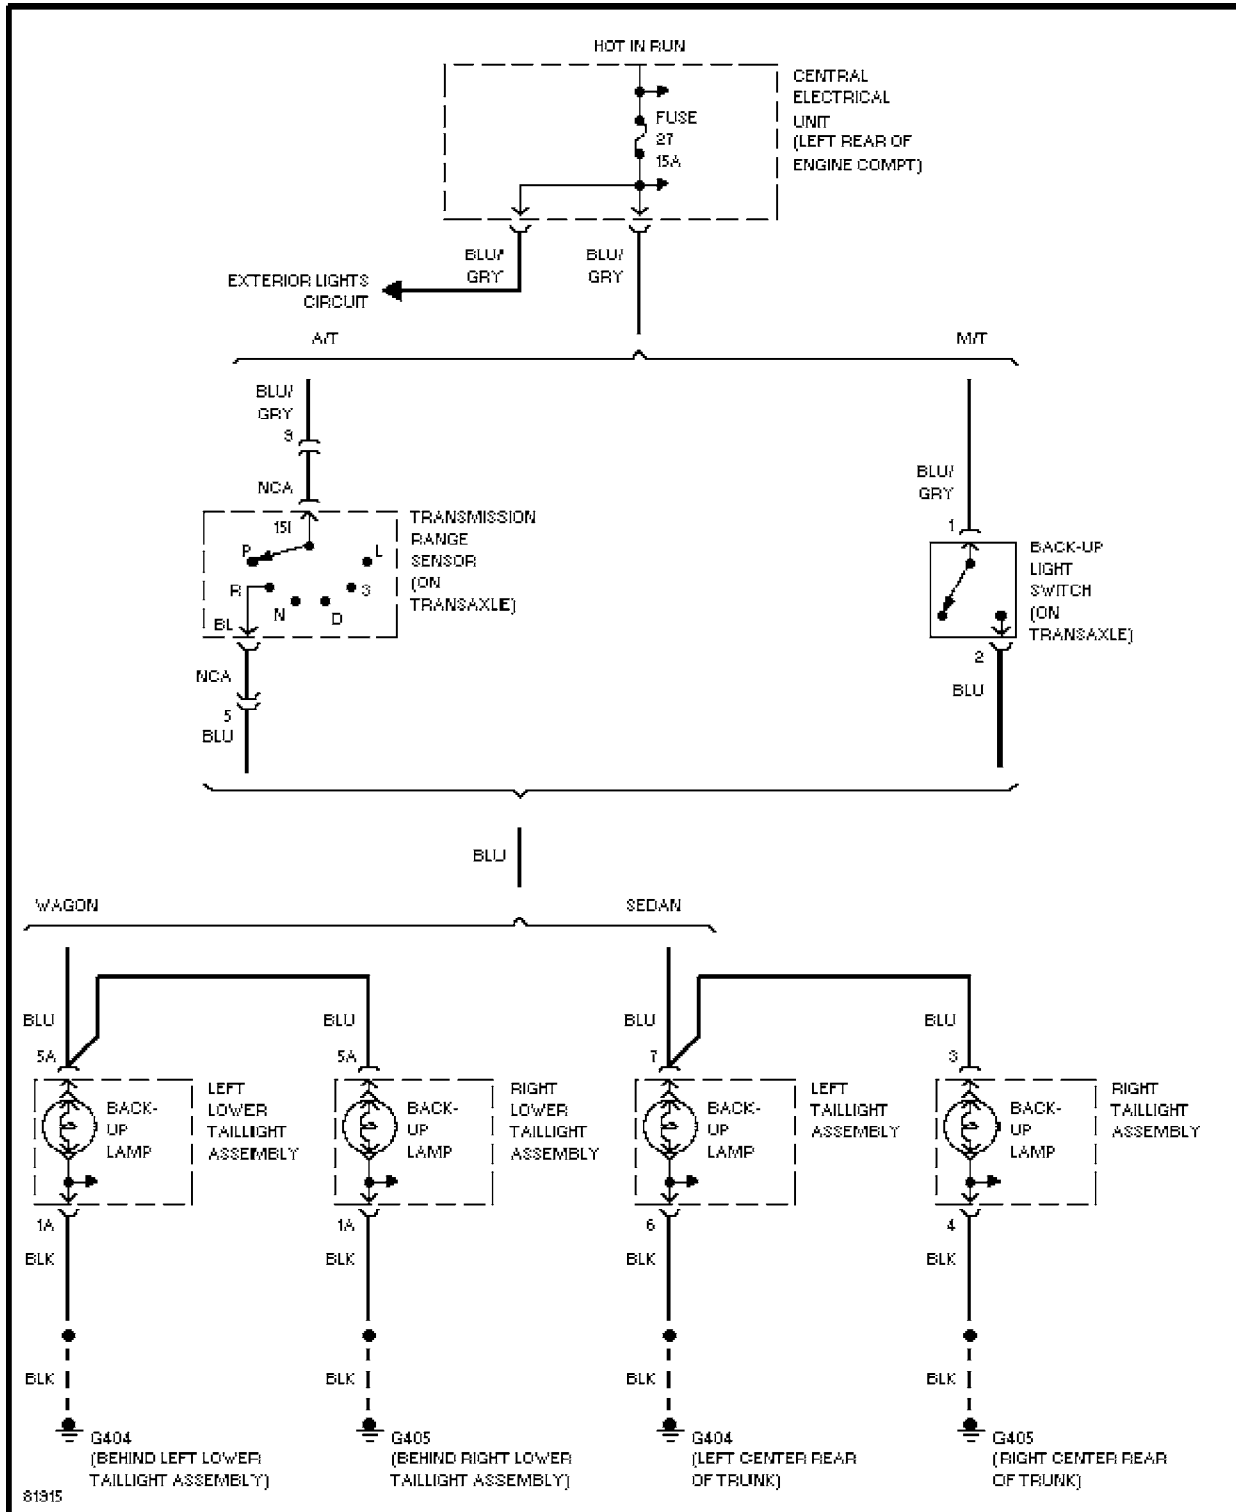 HOT IN RUN
CENTRAL
ELECTRICAL
UNIT
(LEFT REAR OF
ENGINE COMPT)
FUSE
27
15A
BLU/
GRY
BLU/
GRY
EXTERIOR LIGHTS
CIRCUIT
A/T
M/T
BLU/
GRY
9
NCA
15I
TRANSMISSION
RANGE
SENSOR
(ON
TRANSAXLE)
P
L
R
3
N
D
BL
NCA
5
BLU
BLU/
GRY
1
BACK-UP
LIGHT
SWITCH
(ON
TRANSAXLE)
2
BLU
BLU
WAGON
SEDAN
BLU
BLU
BLU
BLU
5A
5A
7
3
BACK-
UP
LAMP
LEFT
LOWER
TAILLIGHT
ASSEMBLY
BACK-
UP
LAMP
RIGHT
LOWER
TAILLIGHT
ASSEMBLY
BACK-
UP
LAMP
LEFT
TAILLIGHT
ASSEMBLY
BACK-
UP
LAMP
RIGHT
TAILLIGHT
ASSEMBLY
1A
1A
6
4
BLK
BLK
BLK
BLK
BLK
BLK
BLK
BLK
G404
(BEHIND LEFT LOWER
TAILLIGHT ASSEMBLY)
G405
(BEHIND RIGHT LOWER
TAILLIGHT ASSEMBLY)
G404
(LEFT CENTER REAR
OF TRUNK)
G405
(RIGHT CENTER REAR
OF TRUNK)
81915